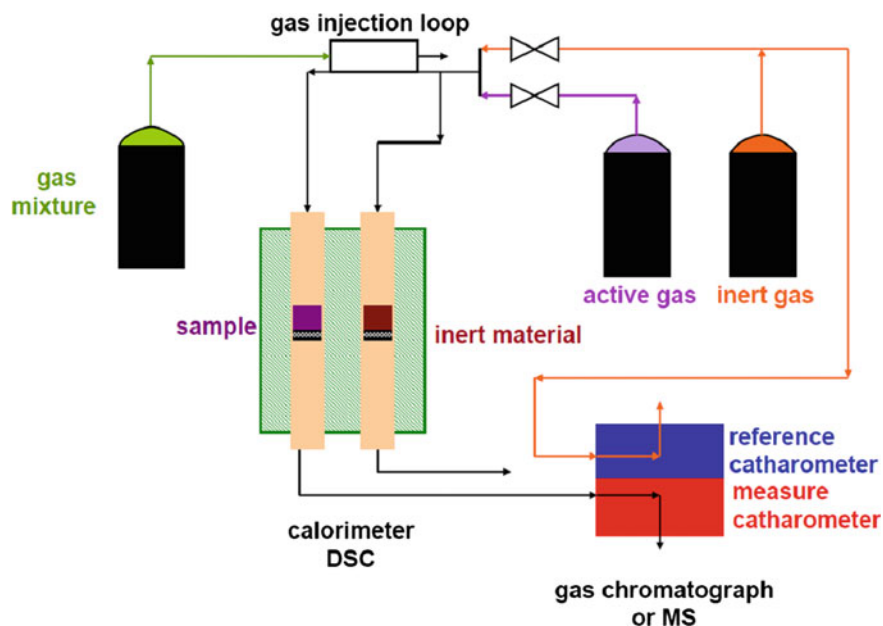 gas injection loop
gas
mixture
active gas
inert gas
sample
inert material
reference
catharometer
measure
catharometer
calorimeter
DSC
gas chromatograph
or MS